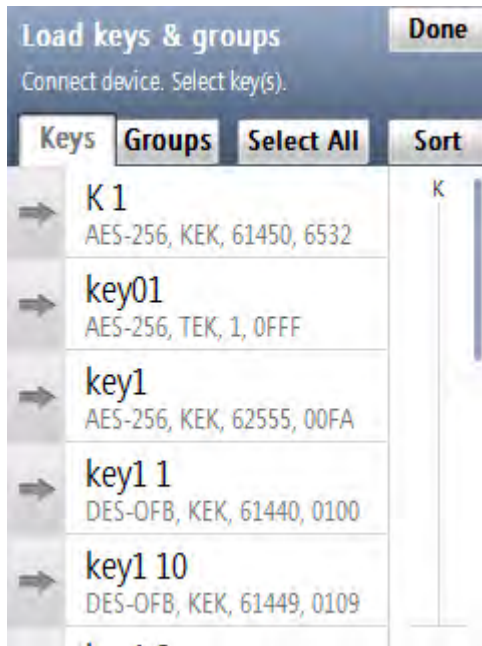 Load keys & groups
Done
Connect device. Select key(s).
Keys
Groups
Select All
Sort
K
K 1
AES-256, KEK, 61450, 6532
key01
AES-256, TEK, 1, 0FFF
key1
AES-256, KEK, 62555, 00FA
key1 1
DES-OFB, KEK, 61440, 0100
key1 10
DES-OFB, KEK, 61449, 0109